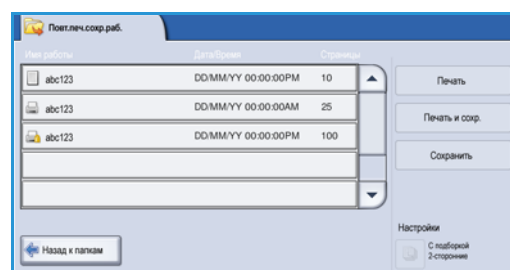 Повт.печ.сохр.раб.
Имя работы Дата/Время Страницы
abc123 DD/MM/YY 00:00:00PM 10
abc123 DD/MM/YY 00:00:00AM 25
abc123 DD/MM/YY 00:00:00PM 100
Печать
Печать и сохр.
Сохранить
Настройки
С подборкой
2-сторонние
Назад к папкам